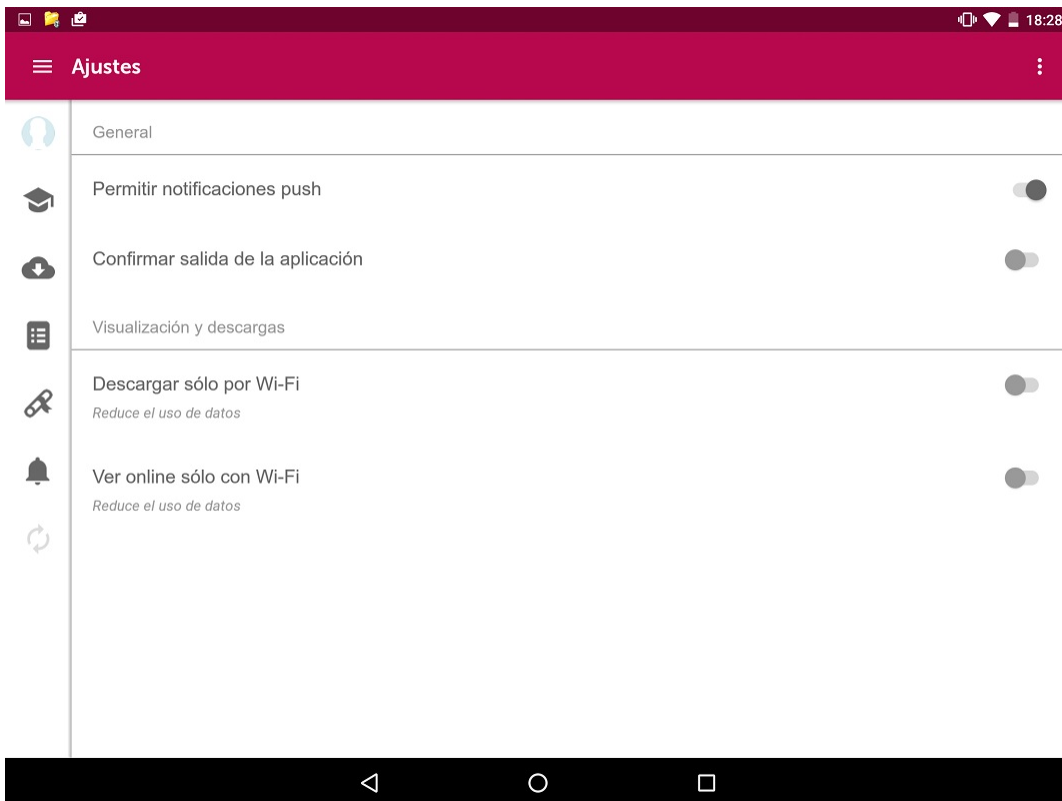 18:28
Ajustes
General
Permitir notificaciones push
Confirmar salida de la aplicación
Visualización y descargas
Descargar sólo por Wi-Fi
Reduce el uso de datos
Ver online sólo con Wi-Fi
Reduce el uso de datos